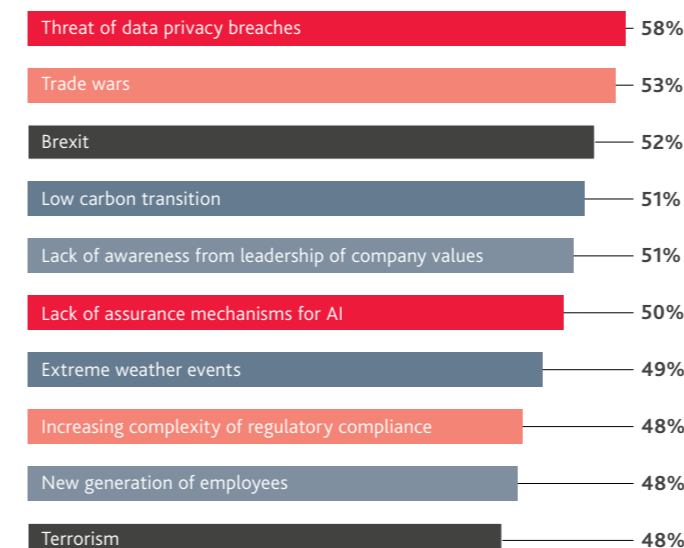 Threat of data privacy breaches 58%
Trade wars 53%
Brexit 52%
Low carbon transition 51%
Lack of awareness from leadership of company values 51%
Lack of assurance mechanisms for AI 50%
Extreme weather events 49%
Increasing complexity of regulatory compliance 48%
New generation of employees 48%
Terrorism 48%